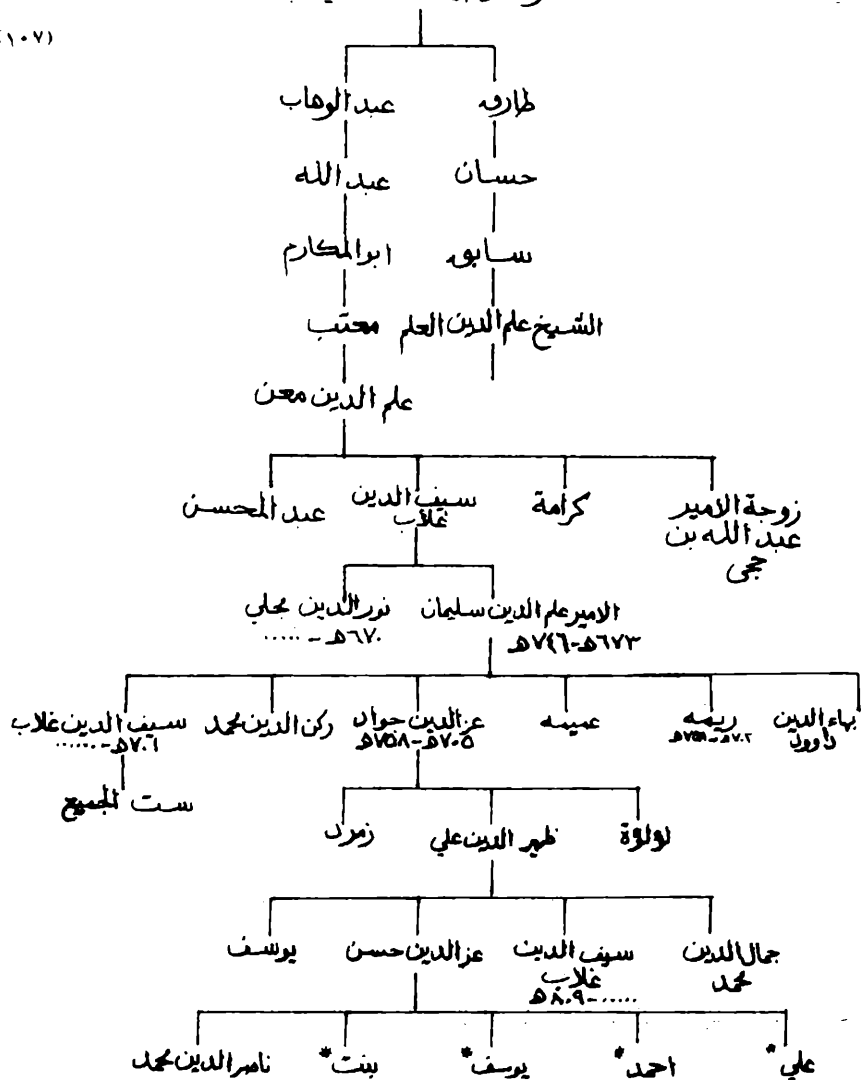 (١٠٧)
طارق عبد الوهاب
حسان عبد الله
سابق ابو المكارم
الشيخ علم الدين العلم معتب
علم الدين معن
زوجة الامير
عبد الله بن
حجي
كرامة
سيف الدين
غلاب
عبد المحسن
الامير علم الدين سليمان
٦٧٣هـ-٧٤٦هـ
نور الدين مجلي
٦٧٠هـ-.....
بهاء الدين
داوود
ريمه
عميمه
عز الدين جواد
٧٠٥هـ-٧٥٨هـ
ركن الدين محمد
سيف الدين غلاب
٧٠٦هـ-......
ست الجميع
لولوة
ظهير الدين علي
زمرد
جمال الدين
محمد
سيف الدين
غلاب
.....-٨٠٩هـ
عز الدين حسن
يوسف
علي*
احمد*
يوسف*
بنت*
ناصر الدين محمد